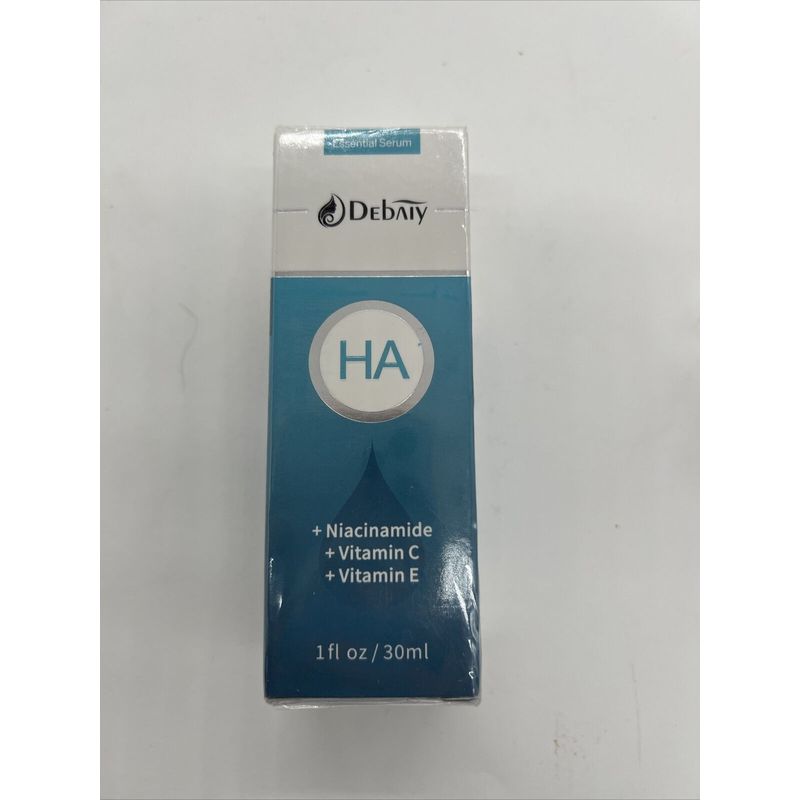 Essential Serum
DEBAIY
HA
+ Niacinamide
+ Vitamin C
+ Vitamin E
1fl oz / 30ml